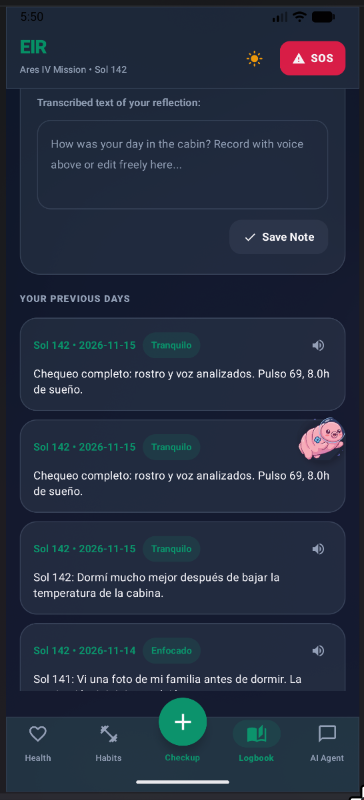 5:50
EIR
Ares IV Mission • Sol 142
SOS
Transcribed text of your reflection:
How was your day in the cabin? Record with voice
above or edit freely here...
Save Note
YOUR PREVIOUS DAYS
Sol 142 • 2026-11-15 Tranquilo
Chequeo completo: rostro y voz analizados. Pulso 69, 8.0h
de sueño.
Sol 142 • 2026-11-15 Tranquilo
Chequeo completo: rostro y voz analizados. Pulso 69, 8.0h
de sueño.
Sol 142 • 2026-11-15 Tranquilo
Sol 142: Dormí mucho mejor después de bajar la
temperatura de la cabina.
Sol 142 • 2026-11-14 Enfocado
Sol 141: Vi una foto de mi familia antes de dormir. La
Health
Habits
Checkup
Logbook
AI Agent